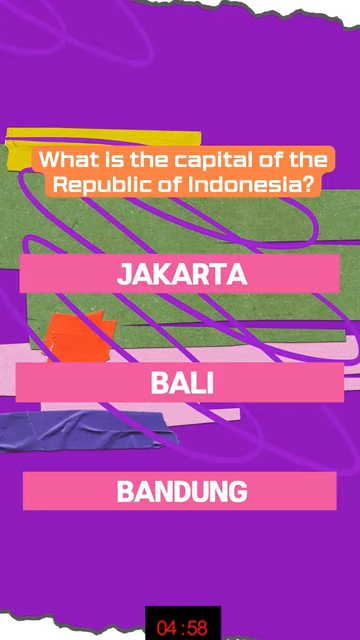 What is the capital of the
Republic of Indonesia?
JAKARTA
BALI
BANDUNG
04:58